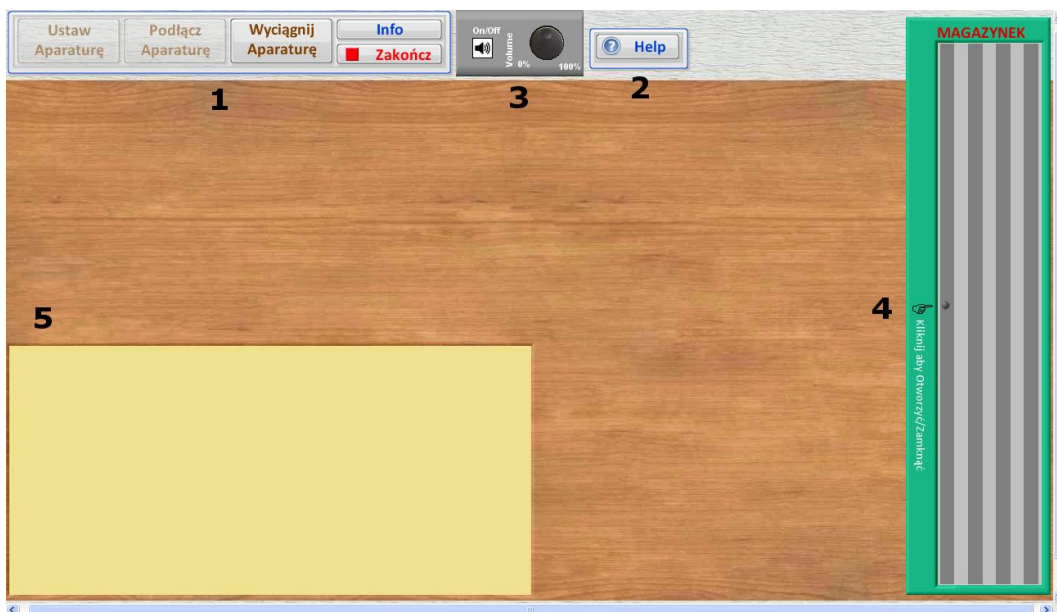 Ustaw
Aparaturę
Podłącz
Aparaturę
Wyciągnij
Aparaturę
Info
Zakończ
On/Off
Volume
0%
100%
Help
MAGAZYNEK
1
3
2
5
4
Kliknij aby Otworzyć/Zamknąć